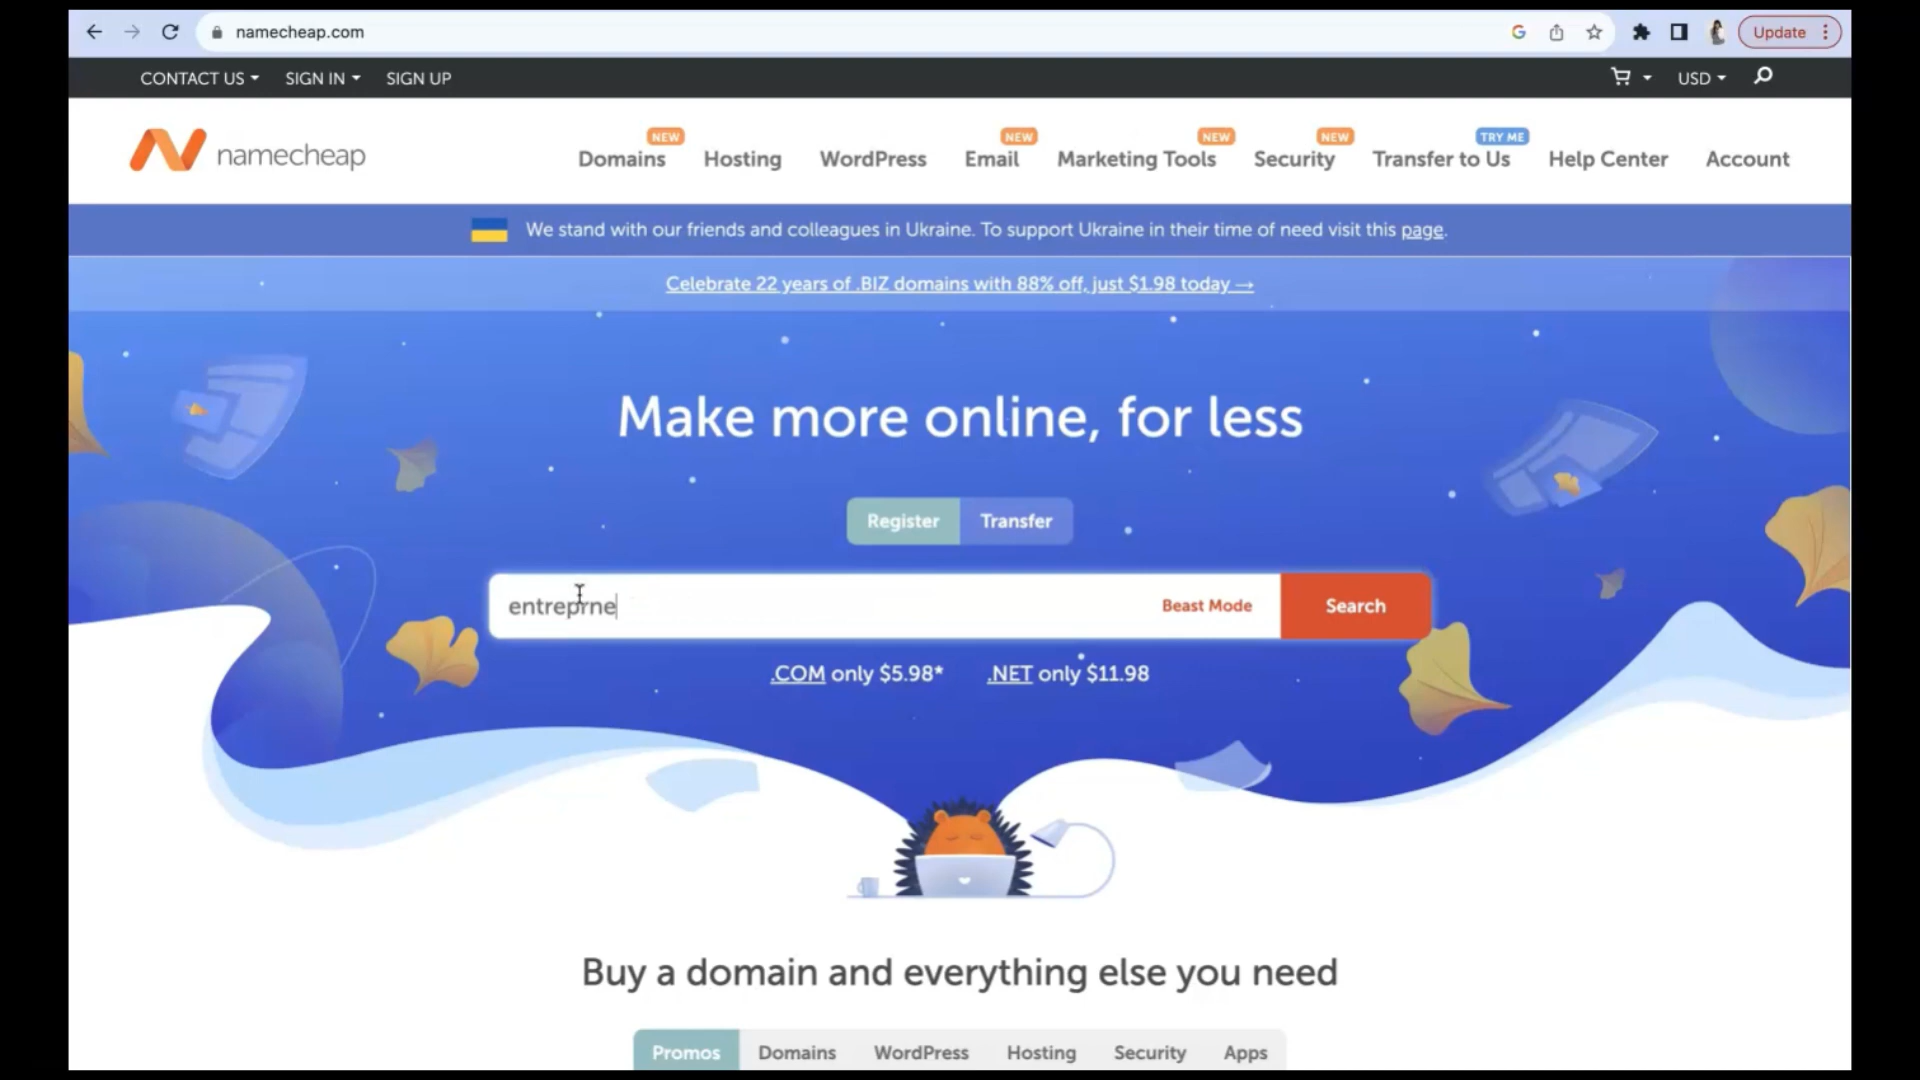 namecheap.com
Update
CONTACT US SIGN IN SIGN UP USD
namecheap
NEW NEW NEW NEW TRY ME
Domains Hosting WordPress Email Marketing Tools Security Transfer to Us Help Center Account
We stand with our friends and colleagues in Ukraine. To support Ukraine in their time of need visit this page.
Celebrate 22 years of .BIZ domains with 88% off, just $1.98 today →
Make more online, for less
Register Transfer
entreprne Beast Mode Search
.COM only $5.98* .NET only $11.98
Buy a domain and everything else you need
Promos Domains WordPress Hosting Security Apps